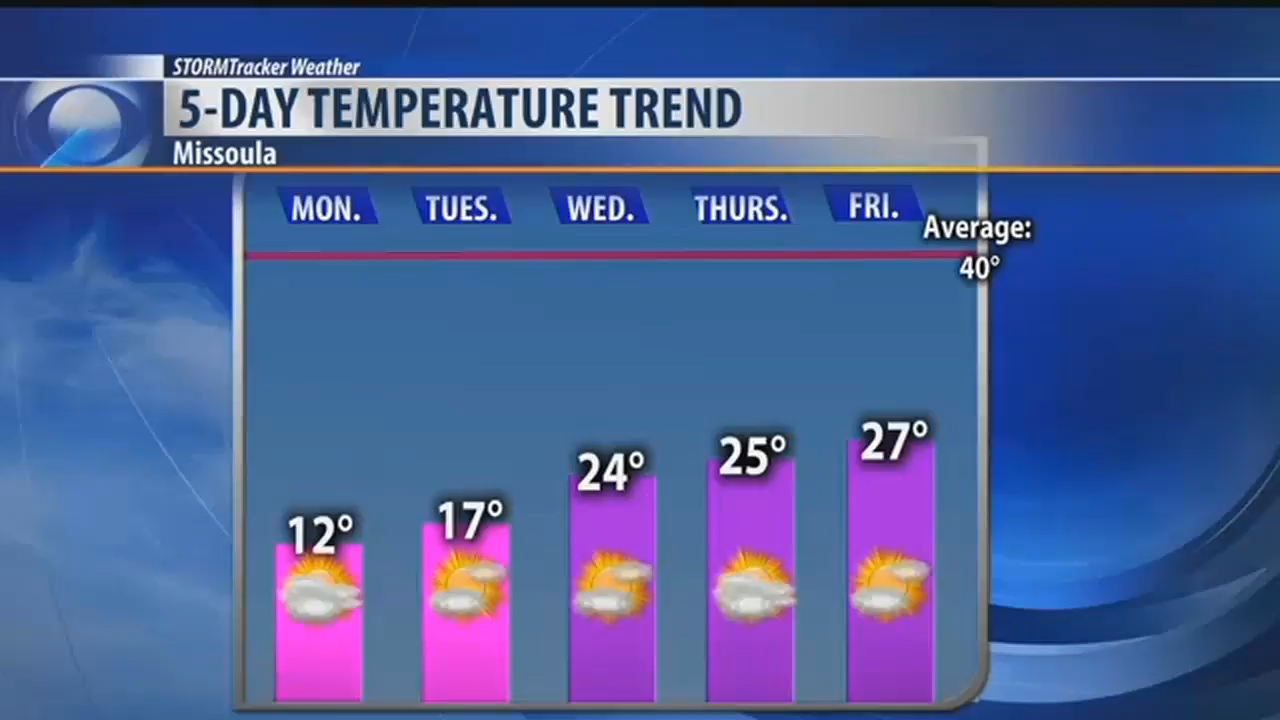 STORMTracker Weather
5-DAY TEMPERATURE TREND
Missoula
MON. TUES. WED. THURS. FRI.
Average:
40°
12° 17° 24° 25° 27°